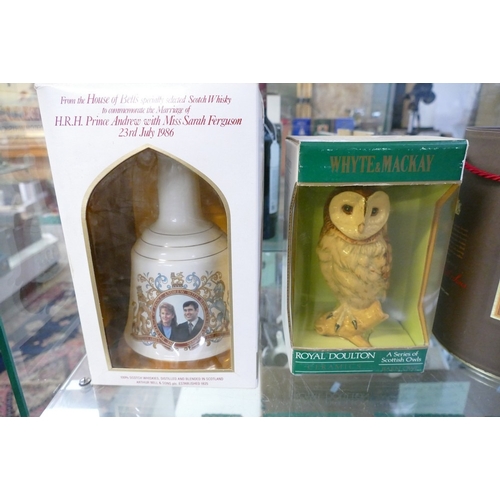 From the House of Bells specially selected Scotch Whisky
to commemorate the Marriage of
H.R.H. Prince Andrew with Miss Sarah Ferguson
23rd July 1986
WHYTE & MACKAY
ROYAL DOULTON
A Series of
Scottish Owls